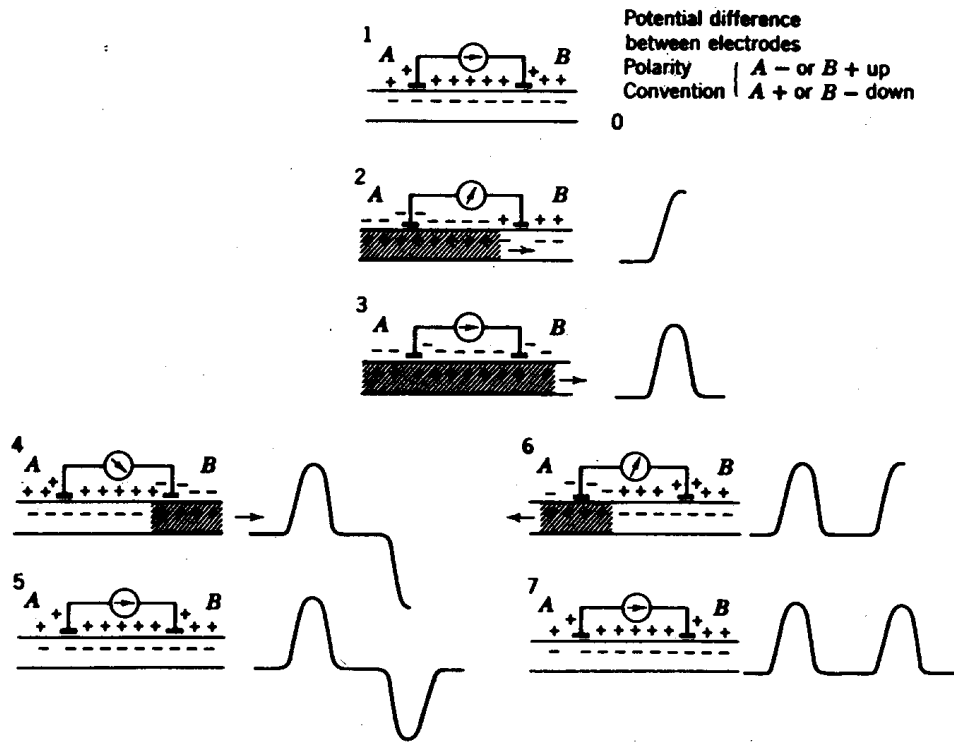 Potential difference
between electrodes
Polarity A − or B + up
Convention A + or B − down
1
A B
+ + + + + + + + + + + +
− − − − − − − − − −
0
2
A B
− − − − − − − − − + + + +
+ + + + + + + + − − −
3
A B
− − − − − − − − − − − −
+ + + + + + + + + + +
4
A B
+ + + + + + + + + − − − − −
− − − − − − − − −
5
A B
+ + + + + + + + + + + +
− − − − − − − − − −
6
A B
− − − − + + + + + + + + +
+ + + + − − − − − − −
7
A B
+ + + + + + + + + + + +
− − − − − − − − − −